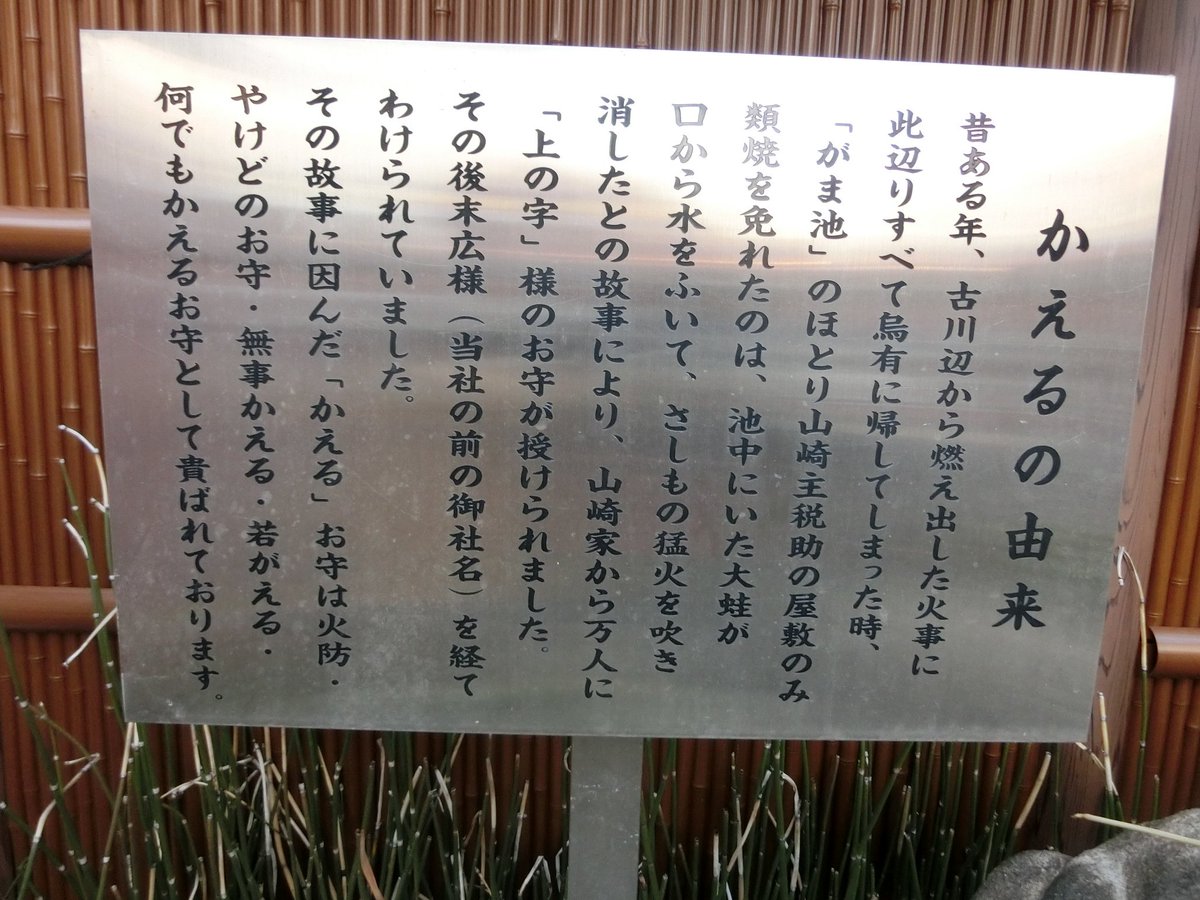 かえるの由来
昔ある年、古川辺から燃え出した火事に
此辺りすべて烏有に帰してしまった時、
「がま池」のほとり山崎主税助の屋敷のみ
類焼を免れたのは、池中にいた大蛙が
口から水をふいて、さしもの猛火を吹き
消したとの故事により、山崎家から万人に
「上の字」様のお守が授けられました。
その後末広様（当社の前の御社名）を経て
わけられていました。
その故事に因んだ「かえる」お守は火防・
やけどのお守・無事かえる・若がえる・
何でもかえるお守として貴ばれております。